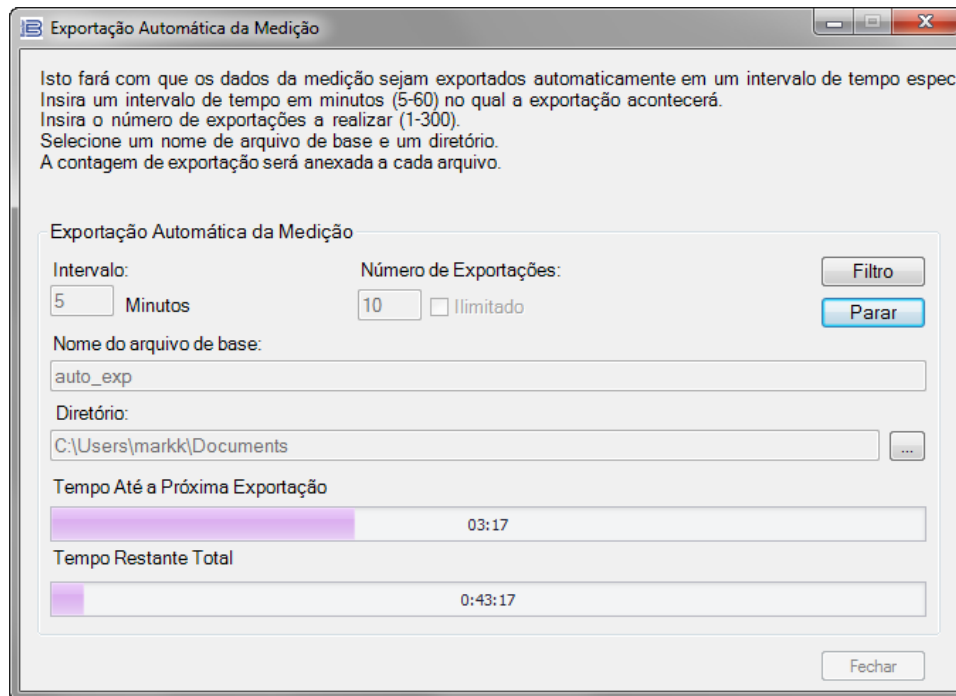 Exportação Automática da Medição
Isto fará com que os dados da medição sejam exportados automaticamente em um intervalo de tempo espec
Insira um intervalo de tempo em minutos (5-60) no qual a exportação acontecerá.
Insira o número de exportações a realizar (1-300).
Selecione um nome de arquivo de base e um diretório.
A contagem de exportação será anexada a cada arquivo.
Exportação Automática da Medição
Intervalo: Número de Exportações: Filtro
5 Minutos 10 Ilimitado Parar
Nome do arquivo de base:
auto_exp
Diretório:
C:\Users\markk\Documents ...
Tempo Até a Próxima Exportação
03:17
Tempo Restante Total
0:43:17
Fechar